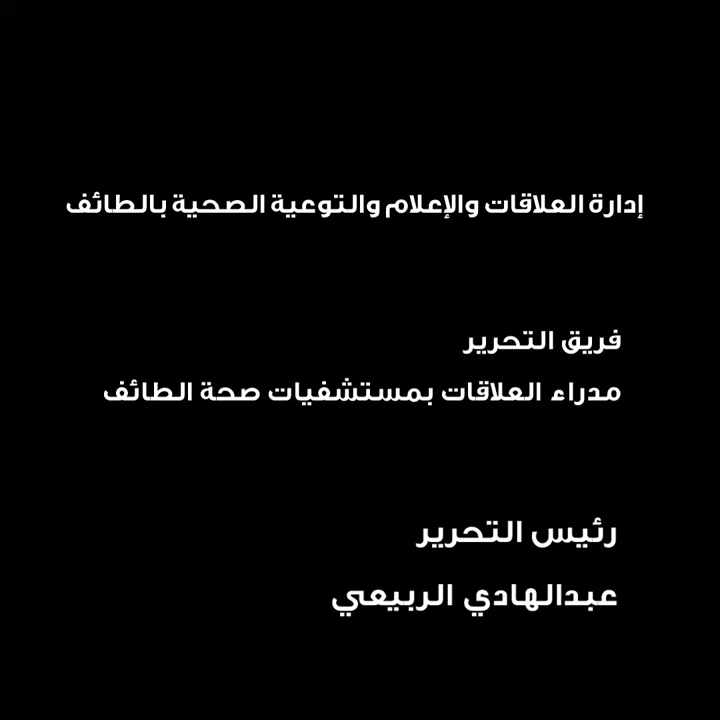 إدارة العلاقات والإعلام والتوعية الصحية بالطائف
فريق التحرير
مدراء العلاقات بمستشفيات صحة الطائف
رئيس التحرير
عبدالهادي الربيعي